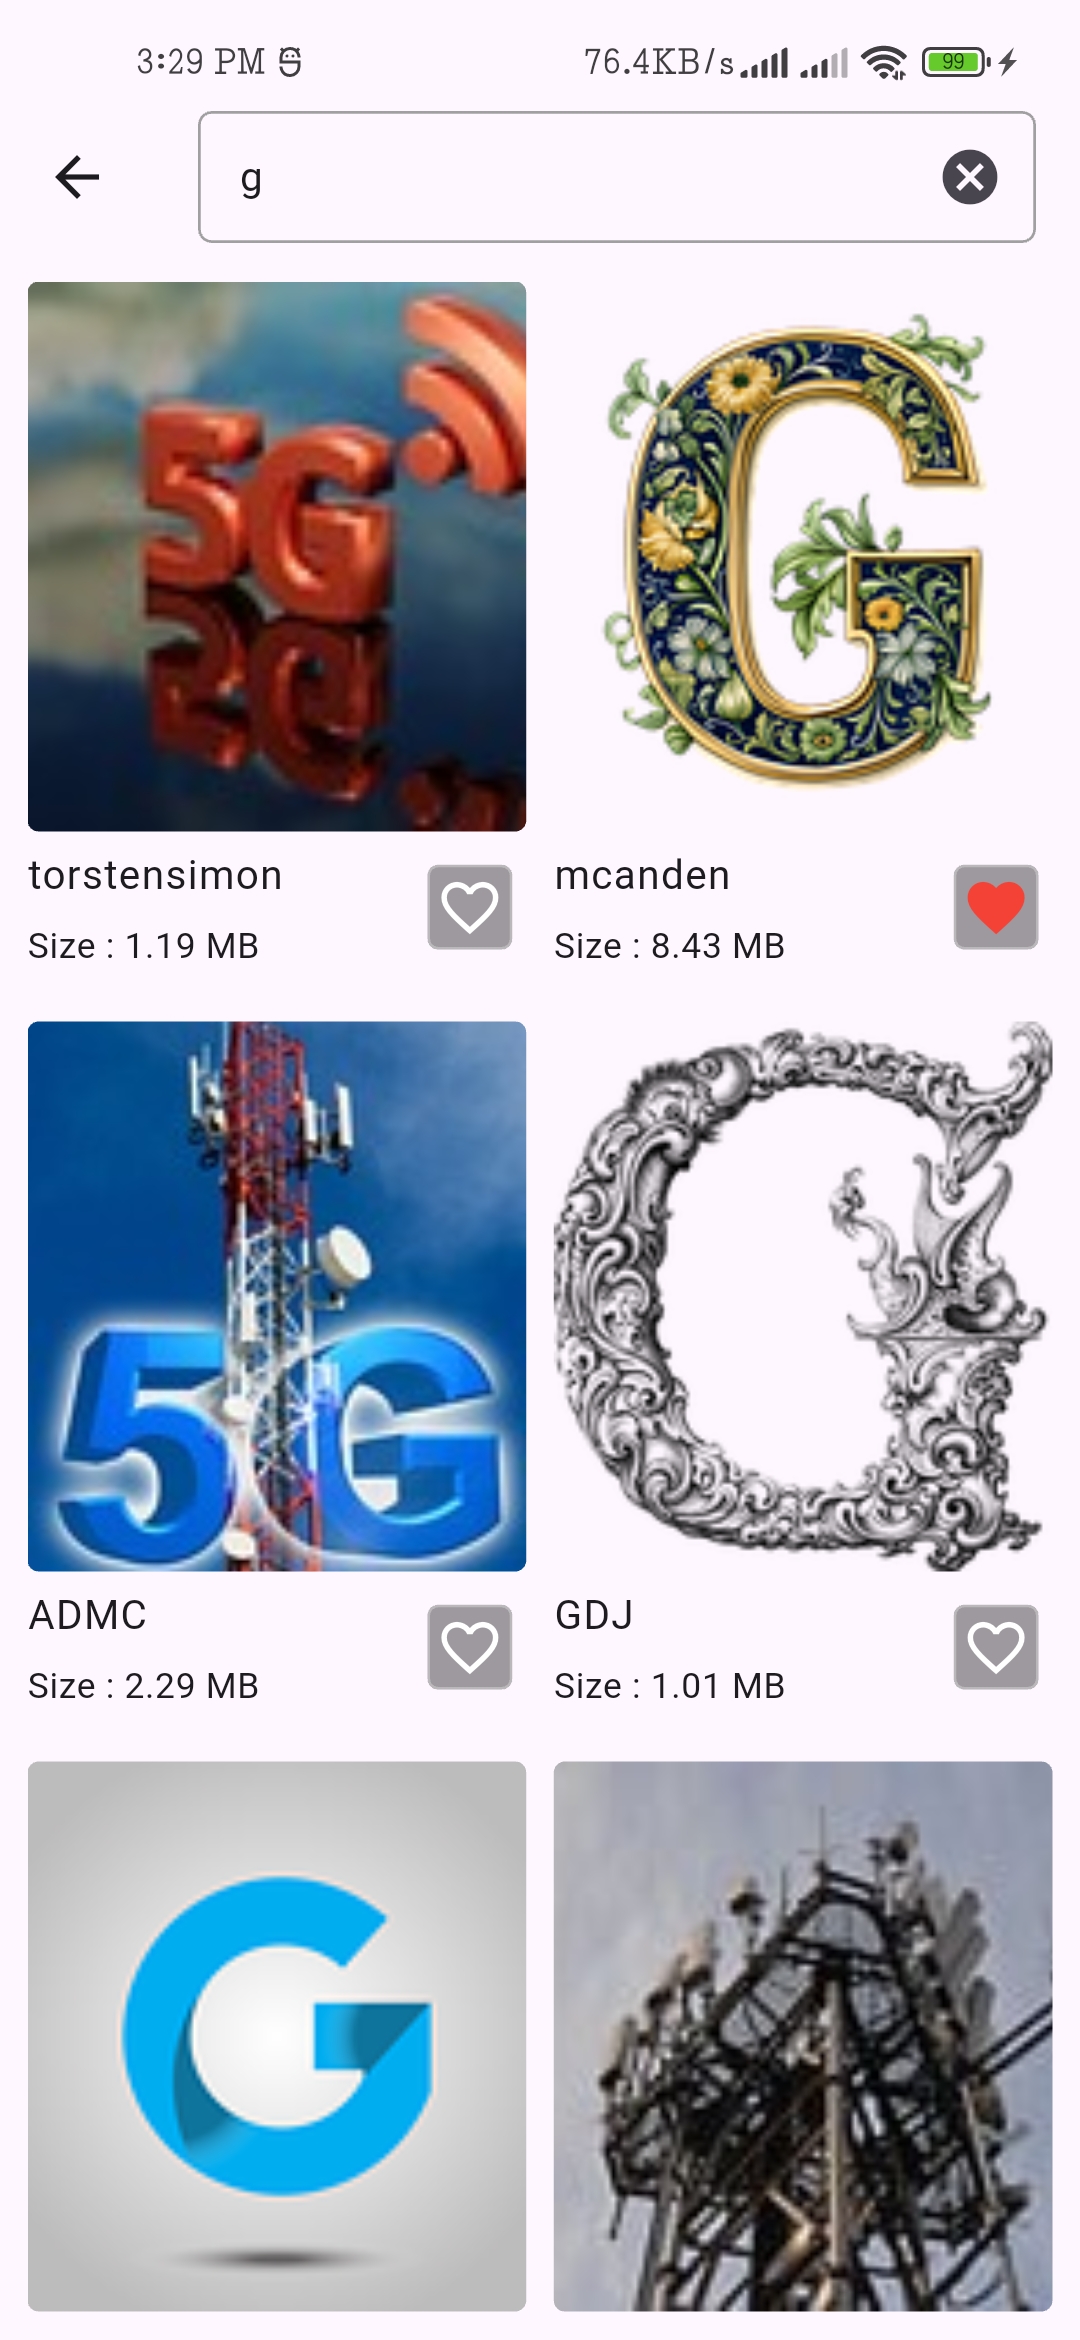 3:29 PM 76.4KB/s 99
g
5G
G
torstensimon
Size : 1.19 MB
mcanden
Size : 8.43 MB
5G
G
ADMC
Size : 2.29 MB
GDJ
Size : 1.01 MB
G